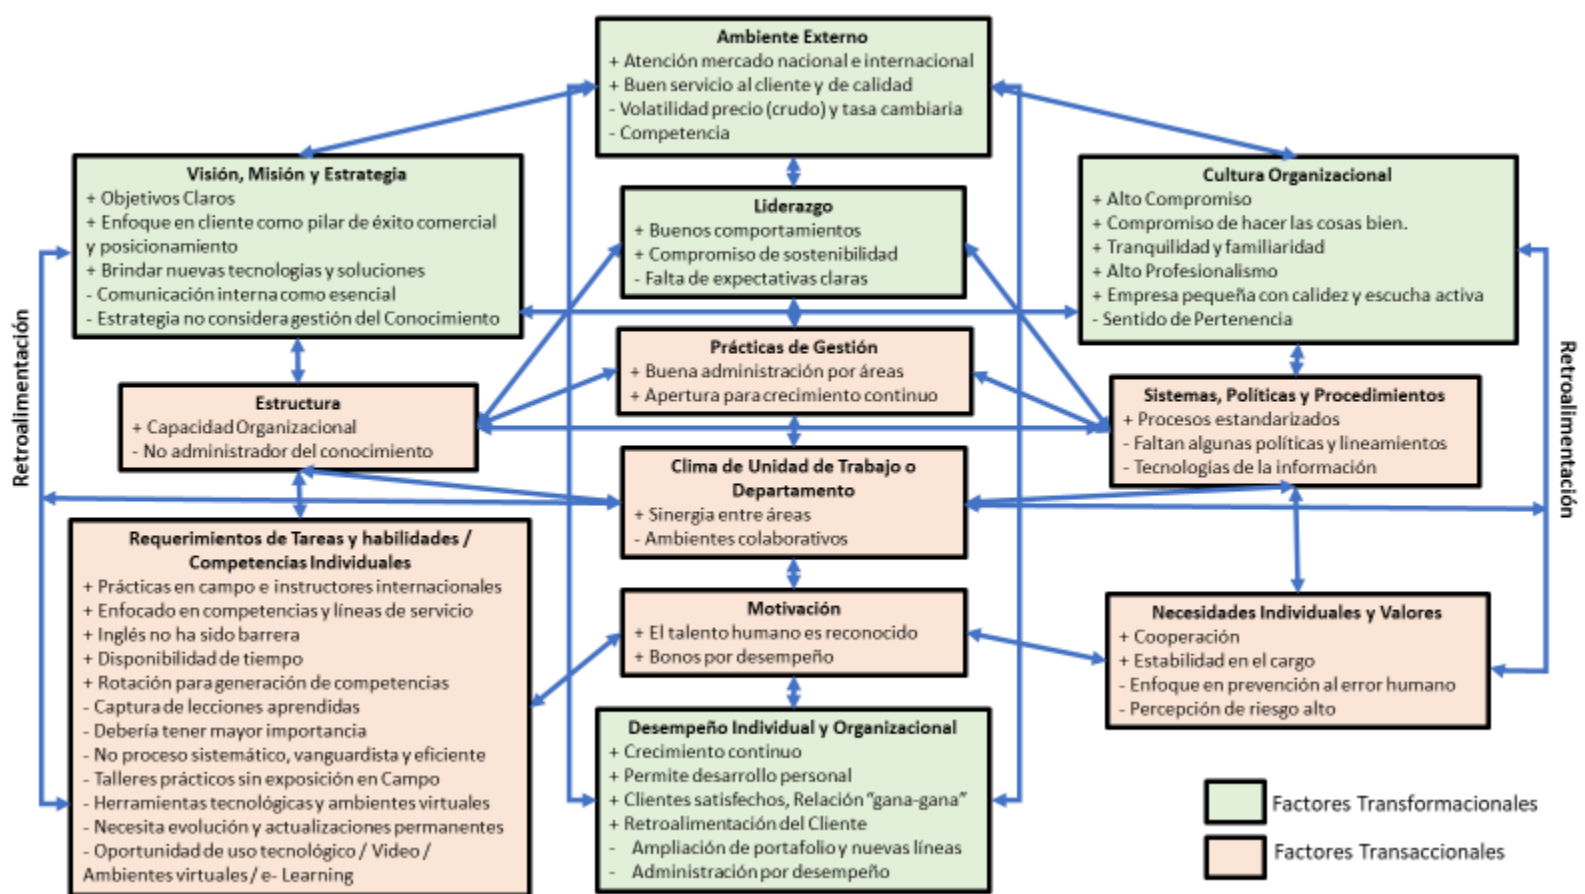 Ambiente Externo
+ Atención mercado nacional e internacional
+ Buen servicio al cliente y de calidad
- Volatilidad precio (crudo) y tasa cambiaria
- Competencia
Visión, Misión y Estrategia
+ Objetivos Claros
+ Enfoque en cliente como pilar de éxito comercial
y posicionamiento
+ Brindar nuevas tecnologías y soluciones
- Comunicación interna como esencial
- Estrategia no considera gestión del Conocimiento
Liderazgo
+ Buenos comportamientos
+ Compromiso de sostenibilidad
- Falta de expectativas claras
Cultura Organizacional
+ Alto Compromiso
+ Compromiso de hacer las cosas bien.
+ Tranquilidad y familiaridad
+ Alto Profesionalismo
+ Empresa pequeña con calidez y escucha activa
- Sentido de Pertenencia
Retroalimentación
Prácticas de Gestión
+ Buena administración por áreas
+ Apertura para crecimiento continuo
Retroalimentación
Estructura
+ Capacidad Organizacional
- No administrador del conocimiento
Sistemas, Políticas y Procedimientos
+ Procesos estandarizados
- Faltan algunas políticas y lineamientos
- Tecnologías de la información
Clima de Unidad de Trabajo o
Departamento
+ Sinergia entre áreas
- Ambientes colaborativos
Requerimientos de Tareas y habilidades /
Competencias Individuales
+ Prácticas en campo e instructores internacionales
+ Enfocado en competencias y líneas de servicio
+ Inglés no ha sido barrera
+ Disponibilidad de tiempo
+ Rotación para generación de competencias
- Captura de lecciones aprendidas
- Debería tener mayor importancia
- No proceso sistemático, vanguardista y eficiente
- Talleres prácticos sin exposición en Campo
- Herramientas tecnológicas y ambientes virtuales
- Necesita evolución y actualizaciones permanentes
- Oportunidad de uso tecnológico / Video /
Ambientes virtuales / e- Learning
Motivación
+ El talento humano es reconocido
+ Bonos por desempeño
Necesidades Individuales y Valores
+ Cooperación
+ Estabilidad en el cargo
- Enfoque en prevención al error humano
- Percepción de riesgo alto
Desempeño Individual y Organizacional
+ Crecimiento continuo
+ Permite desarrollo personal
+ Clientes satisfechos, Relación "gana-gana"
+ Retroalimentación del Cliente
- Ampliación de portafolio y nuevas líneas
- Administración por desempeño
Factores Transformacionales
Factores Transaccionales